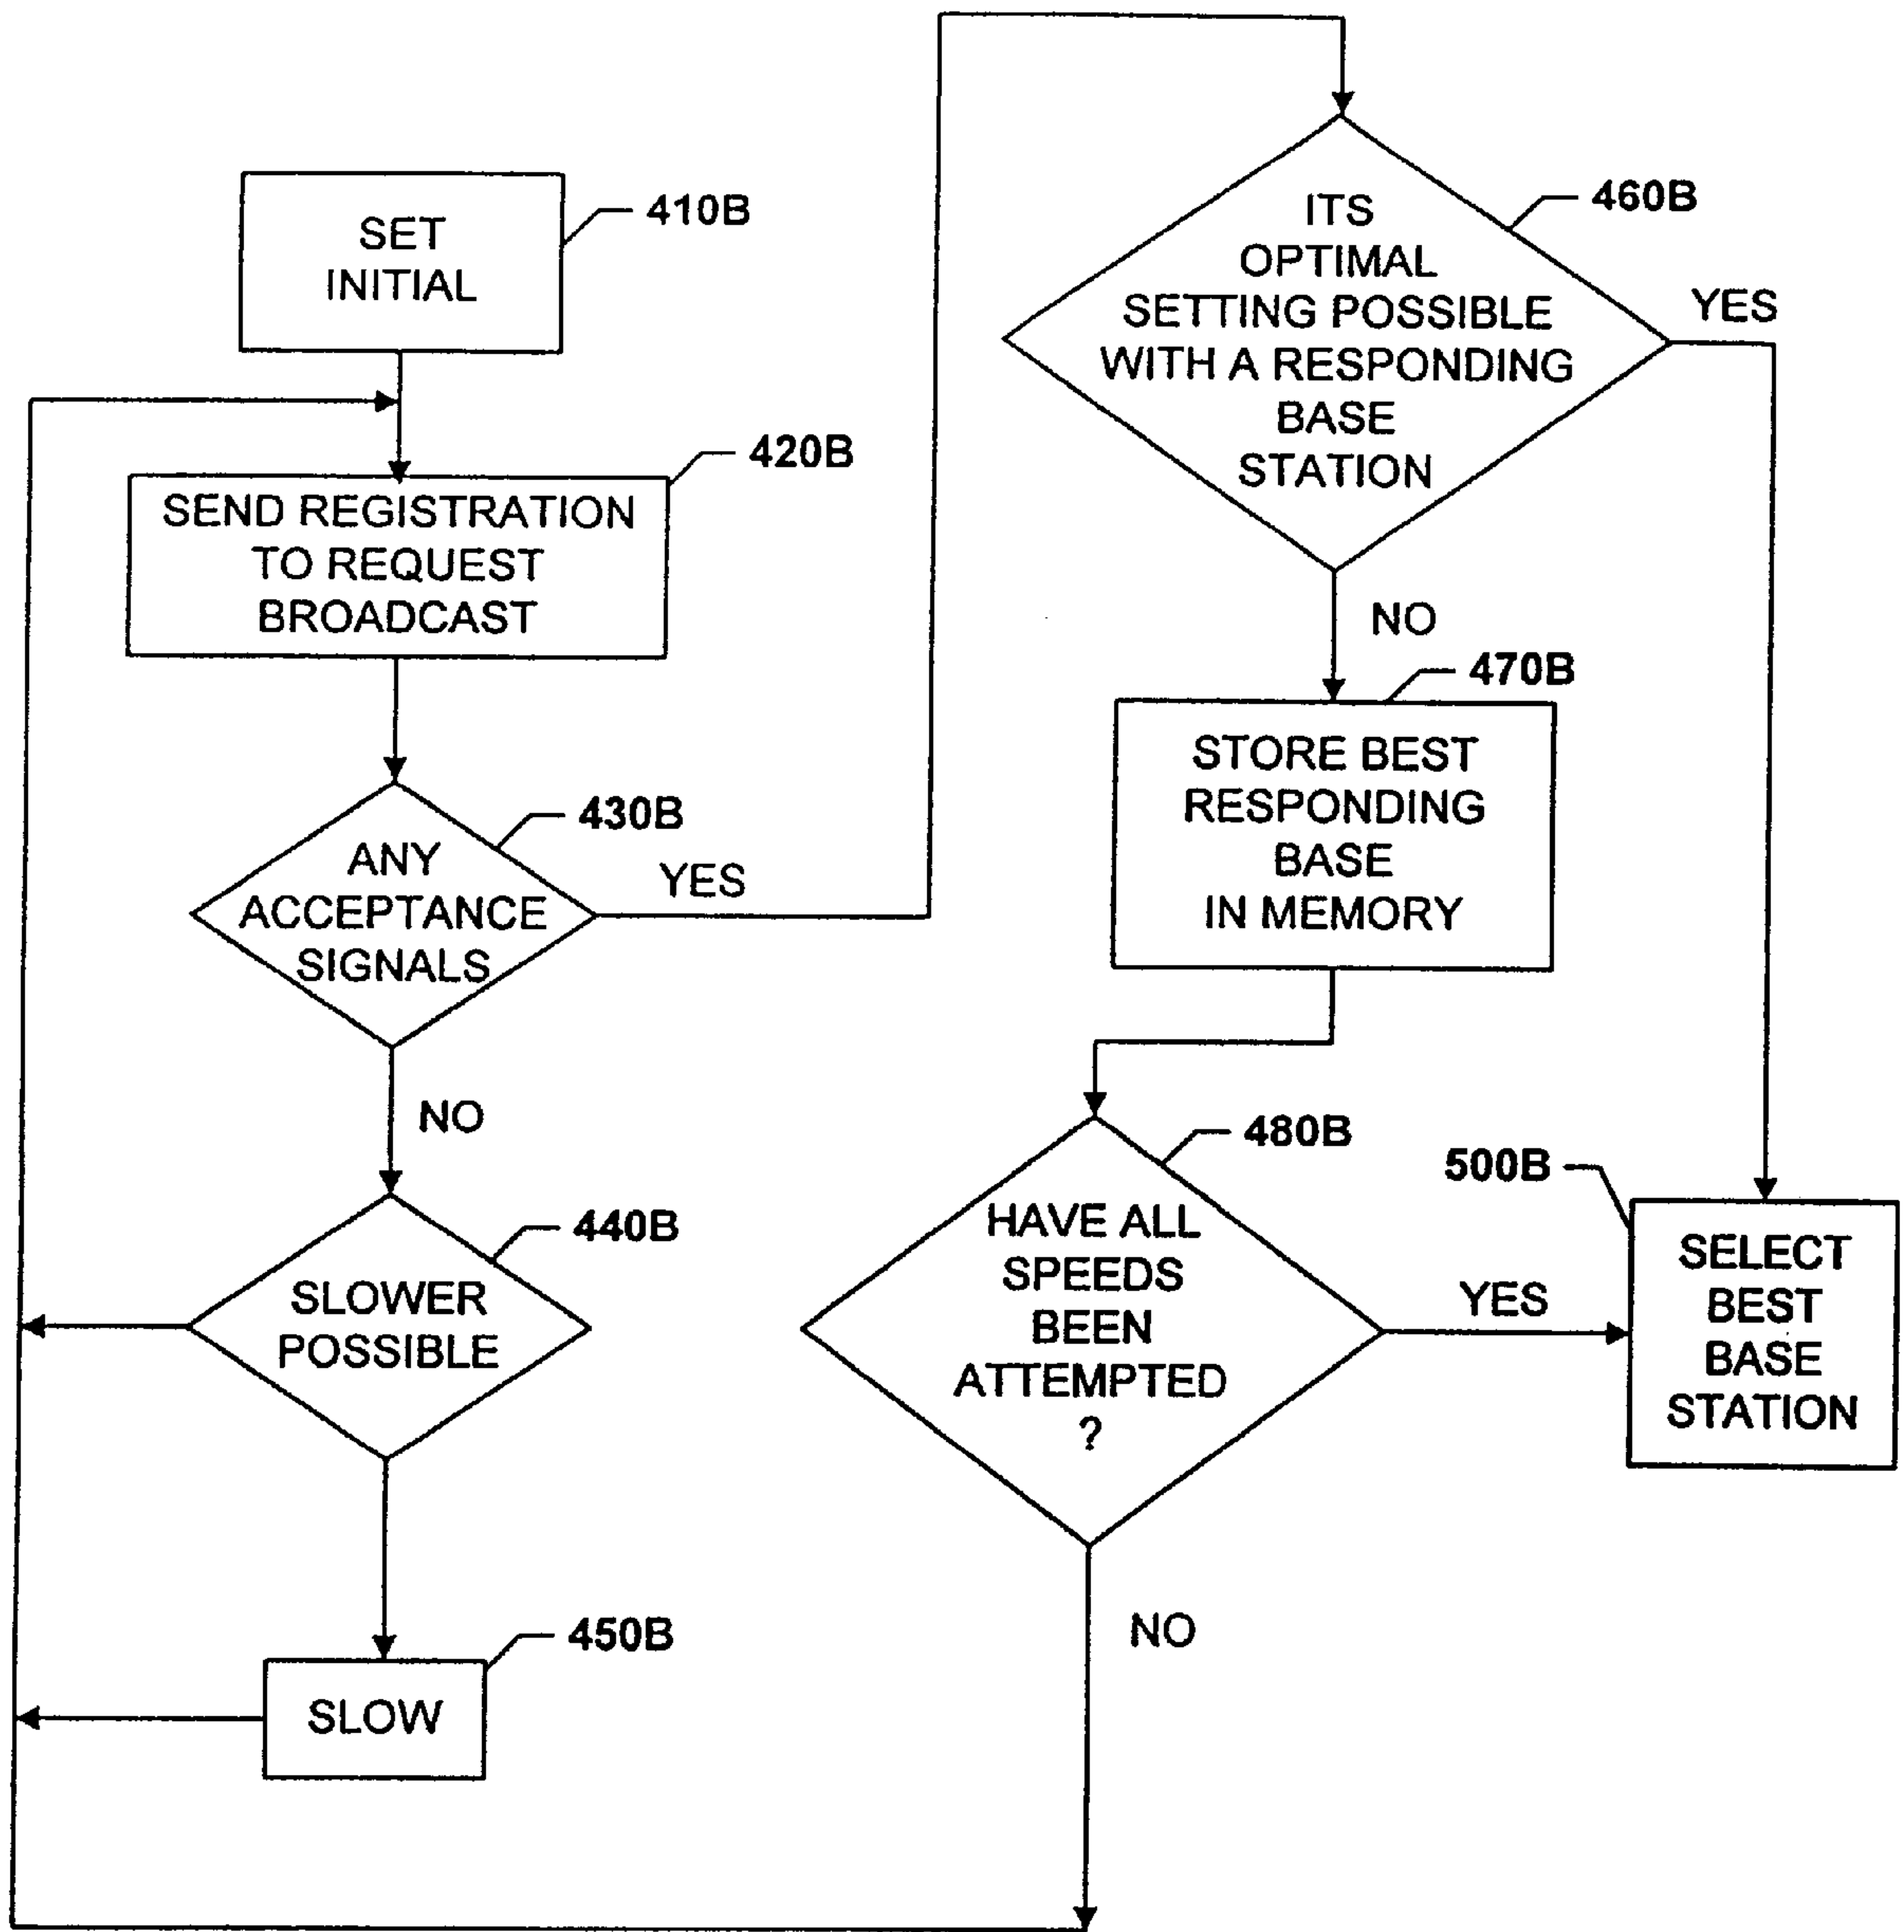 SET
INITIAL
410B
SEND REGISTRATION
TO REQUEST
BROADCAST
420B
ANY
ACCEPTANCE
SIGNALS
430B
YES
NO
SLOWER
POSSIBLE
440B
SLOW
450B
ITS
OPTIMAL
SETTING POSSIBLE
WITH A RESPONDING
BASE
STATION
460B
YES
NO
STORE BEST
RESPONDING
BASE
IN MEMORY
470B
HAVE ALL
SPEEDS
BEEN
ATTEMPTED
?
480B
YES
NO
SELECT
BEST
BASE
STATION
500B